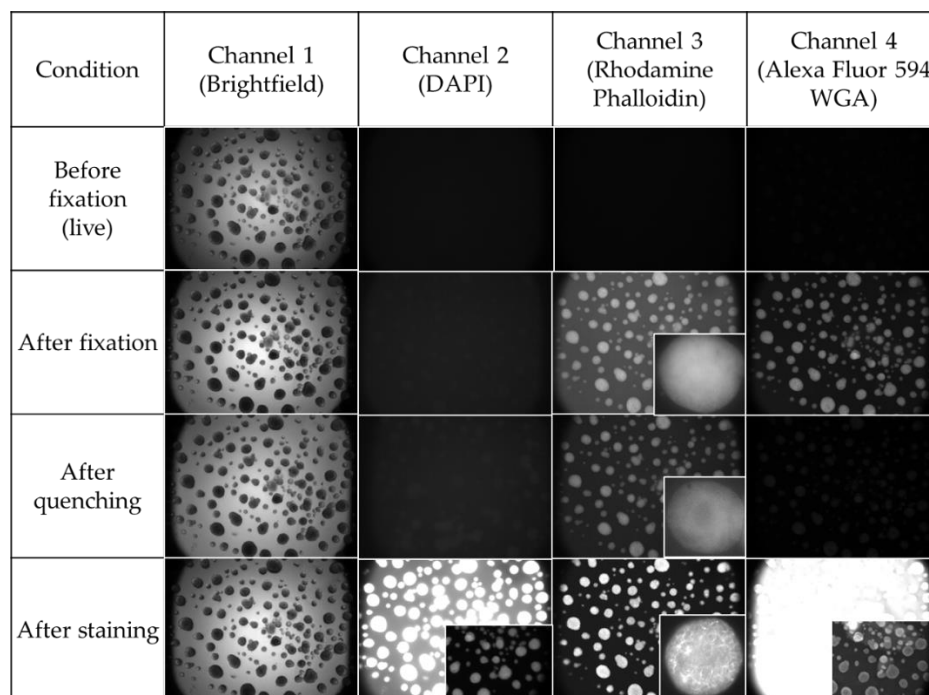 Condition
Channel 1
(Brightfield)
Channel 2
(DAPI)
Channel 3
(Rhodamine
Phalloidin)
Channel 4
(Alexa Fluor 594
WGA)
Before
fixation
(live)
After fixation
After
quenching
After staining